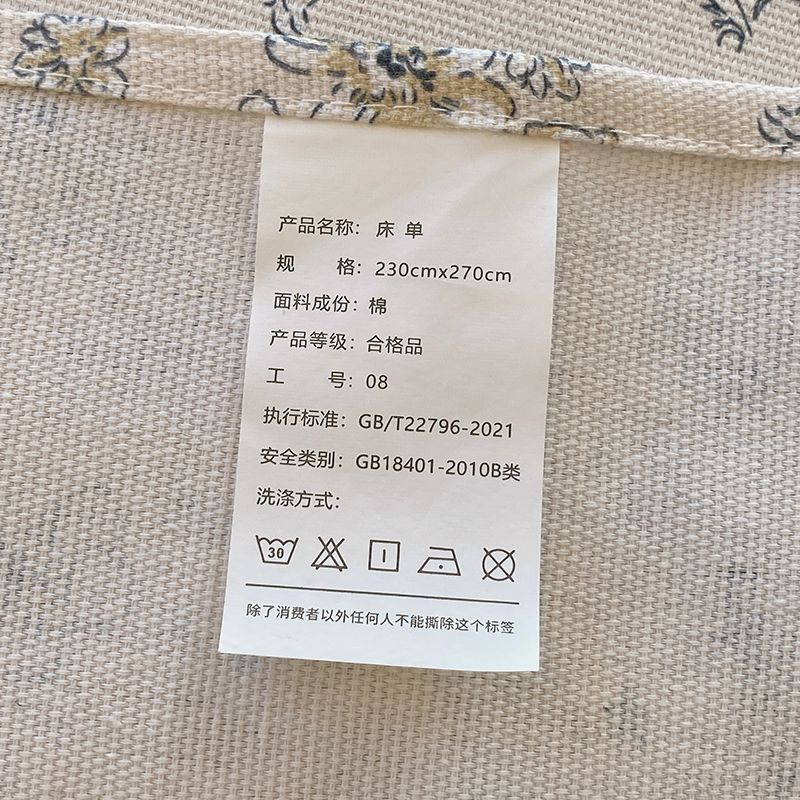 产品名称：床 单
规 格：230cmx270cm
面料成份：棉
产品等级：合格品
工 号：08
执行标准：GB/T22796-2021
安全类别：GB18401-2010B类
洗涤方式：
30
除了消费者以外任何人不能撕除这个标签